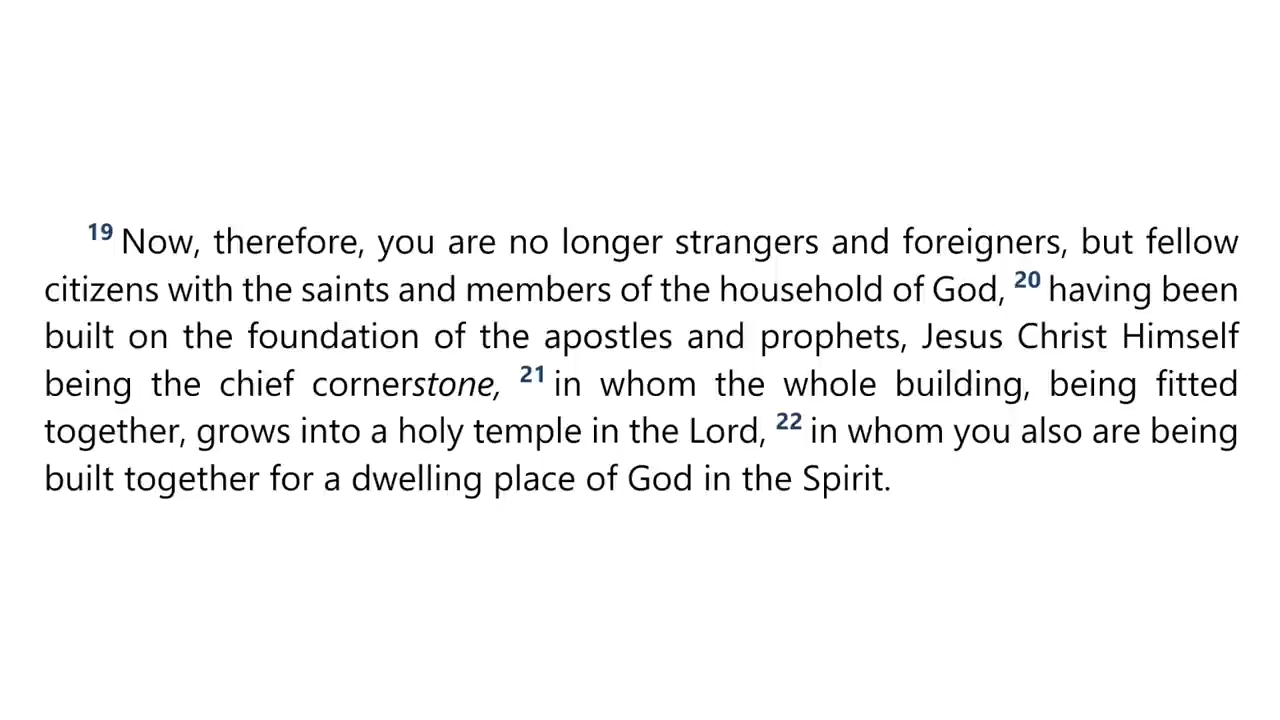 19 Now, therefore, you are no longer strangers and foreigners, but fellow
citizens with the saints and members of the household of God, 20 having been
built on the foundation of the apostles and prophets, Jesus Christ Himself
being the chief cornerstone, 21 in whom the whole building, being fitted
together, grows into a holy temple in the Lord, 22 in whom you also are being
built together for a dwelling place of God in the Spirit.